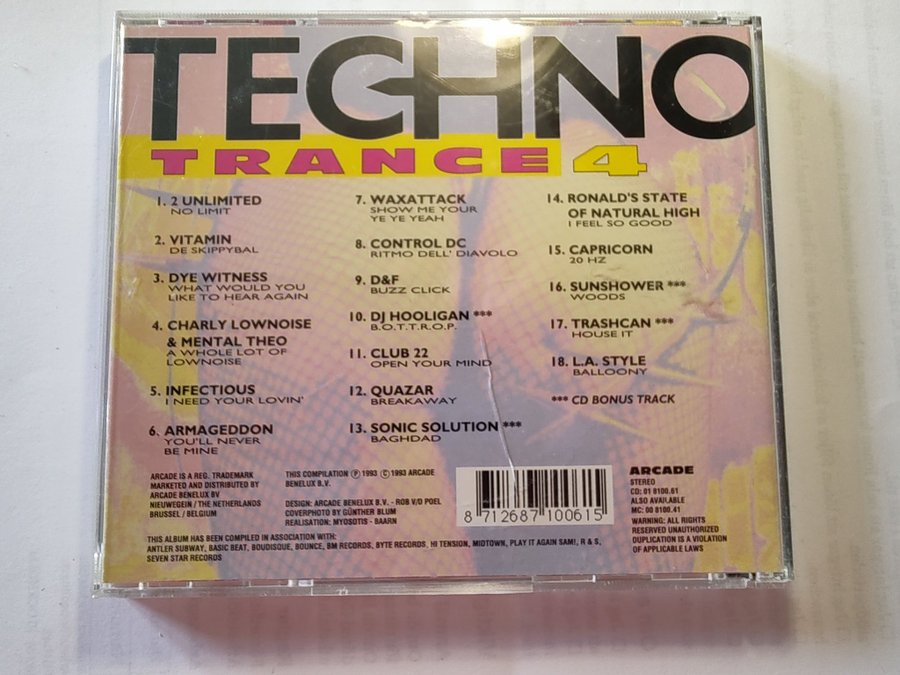 TECHNO
TRANCE 4
1. 2 UNLIMITED
NO LIMIT
2. VITAMIN
DE SKIPPYBAL
3. DYE WITNESS
WHAT WOULD YOU
LIKE TO HEAR AGAIN
4. CHARLY LOWNOISE
& MENTAL THEO
A WHOLE LOT OF
LOWNOISE
5. INFECTIOUS
I NEED YOUR LOVIN'
6. ARMAGEDDON
YOU'LL NEVER
BE MINE
7. WAXATTACK
SHOW ME YOUR
YE YE YEAH
8. CONTROL DC
RITMO DELL' DIAVOLO
9. D&F
BUZZ CLICK
10. DJ HOOLIGAN ***
B.O.T.T.R.O.P.
11. CLUB 22
OPEN YOUR MIND
12. QUAZAR
BREAKAWAY
13. SONIC SOLUTION ***
BAGHDAD
14. RONALD'S STATE
OF NATURAL HIGH
I FEEL SO GOOD
15. CAPRICORN
20 HZ
16. SUNSHOWER ***
WOODS
17. TRASHCAN ***
HOUSE IT
18. L.A. STYLE
BALLOONY
*** CD BONUS TRACK
ARCADE IS A REG. TRADEMARK
MARKETED AND DISTRIBUTED BY
ARCADE BENELUX BV
NIEUWEGEIN / THE NETHERLANDS
BRUSSEL / BELGIUM
THIS COMPILATION Ⓟ 1993 © 1993 ARCADE
BENELUX B.V.
DESIGN: ARCADE BENELUX B.V. - ROB V/D POEL
COVERPHOTO BY GÜNTHER BLUM
REALISATION: MYOSOTIS - BAARN
8 712687 100615
ARCADE
STEREO
CD: 01 8100.61
ALSO AVAILABLE
MC: 00 8100.41
WARNING: ALL RIGHTS
RESERVED UNAUTHORIZED
DUPLICATION IS A VIOLATION
OF APPLICABLE LAWS
THIS ALBUM HAS BEEN COMPILED IN ASSOCIATION WITH:
ANTLER SUBWAY, BASIC BEAT, BOUDISQUE, BOUNCE, BM RECORDS, BYTE RECORDS, HI TENSION, MIDTOWN, PLAY IT AGAIN SAM!, R & S,
SEVEN STAR RECORDS